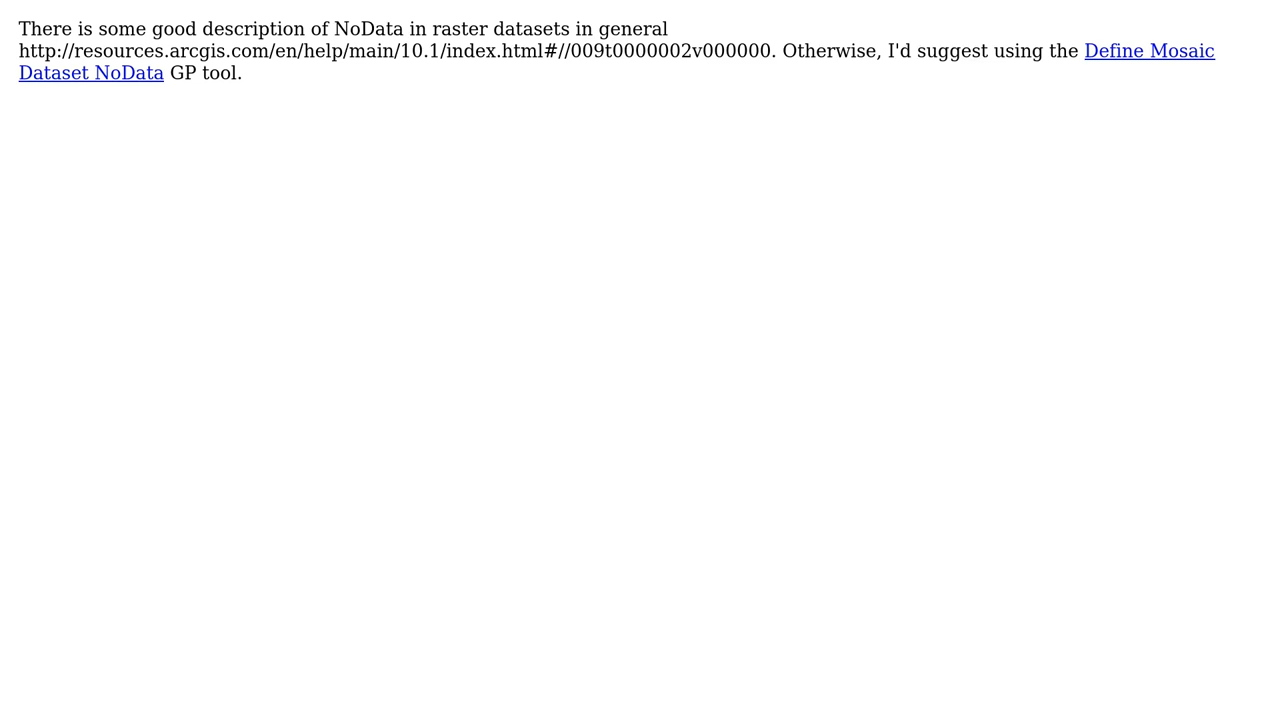 There is some good description of NoData in raster datasets in general
http://resources.arcgis.com/en/help/main/10.1/index.html#//009t0000002v000000. Otherwise, I'd suggest using the Define Mosaic
Dataset NoData GP tool.